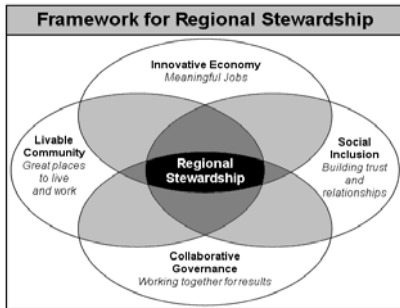 Framework for Regional Stewardship
Innovative Economy
Meaningful Jobs
Livable
Community
Great places
to live
and work
Regional
Stewardship
Social
Inclusion
Building trust
and
relationships
Collaborative
Governance
Working together for results